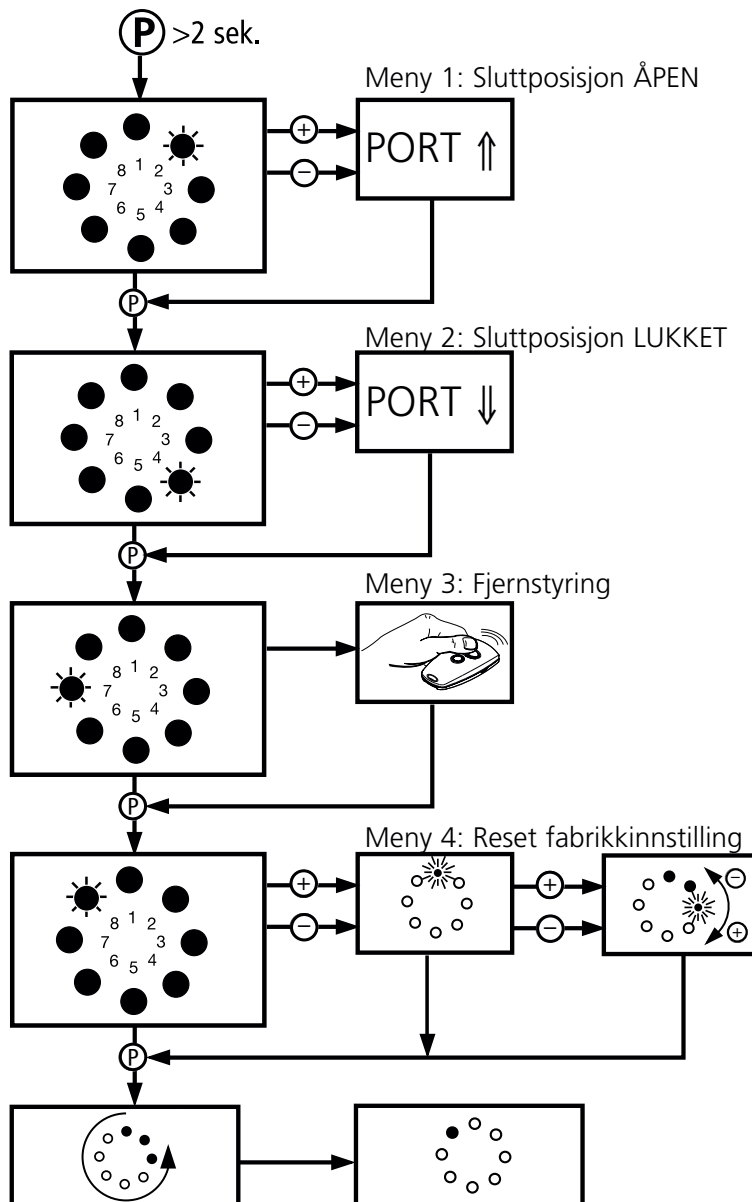 P >2 sek.
Meny 1: Sluttposisjon ÅPEN
+
−
PORT ⇑
8 1 2
7 3
6 5 4
P
Meny 2: Sluttposisjon LUKKET
+
−
PORT ⇓
8 1 2
7 3
6 5 4
P
Meny 3: Fjernstyring
8 1 2
7 3
6 5 4
P
Meny 4: Reset fabrikkinnstilling
+
+
−
8 1 2
7 3
6 5 4
−
−
+
P